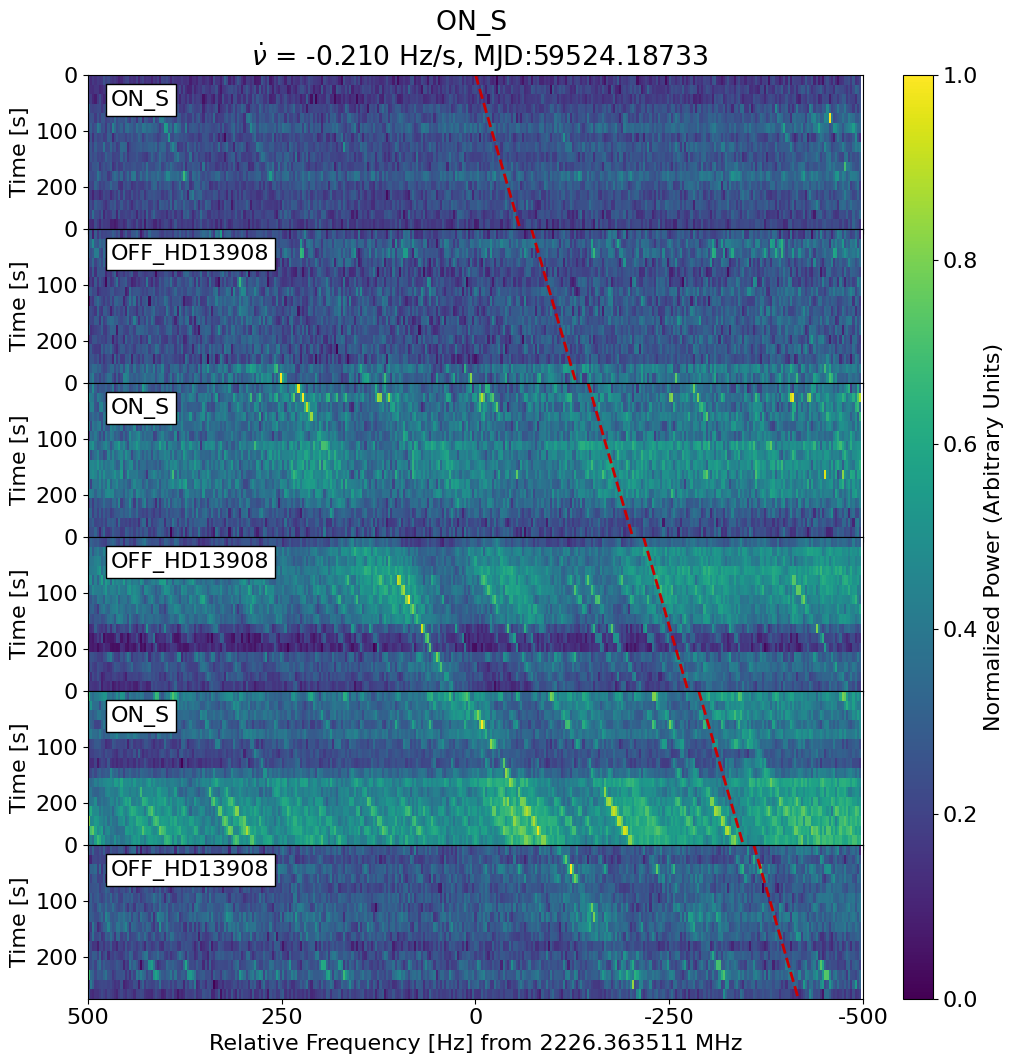 ON_S
ν̇ = -0.210 Hz/s, MJD:59524.18733
0
ON_S
100
Time [s]
200
0
OFF_HD13908
100
Time [s]
200
0
ON_S
100
Time [s]
200
0
OFF_HD13908
100
Time [s]
200
0
ON_S
100
Time [s]
200
0
OFF_HD13908
100
Time [s]
200
500 250 0 -250 -500
Relative Frequency [Hz] from 2226.363511 MHz
1.0
0.8
0.6
0.4
0.2
0.0
Normalized Power (Arbitrary Units)